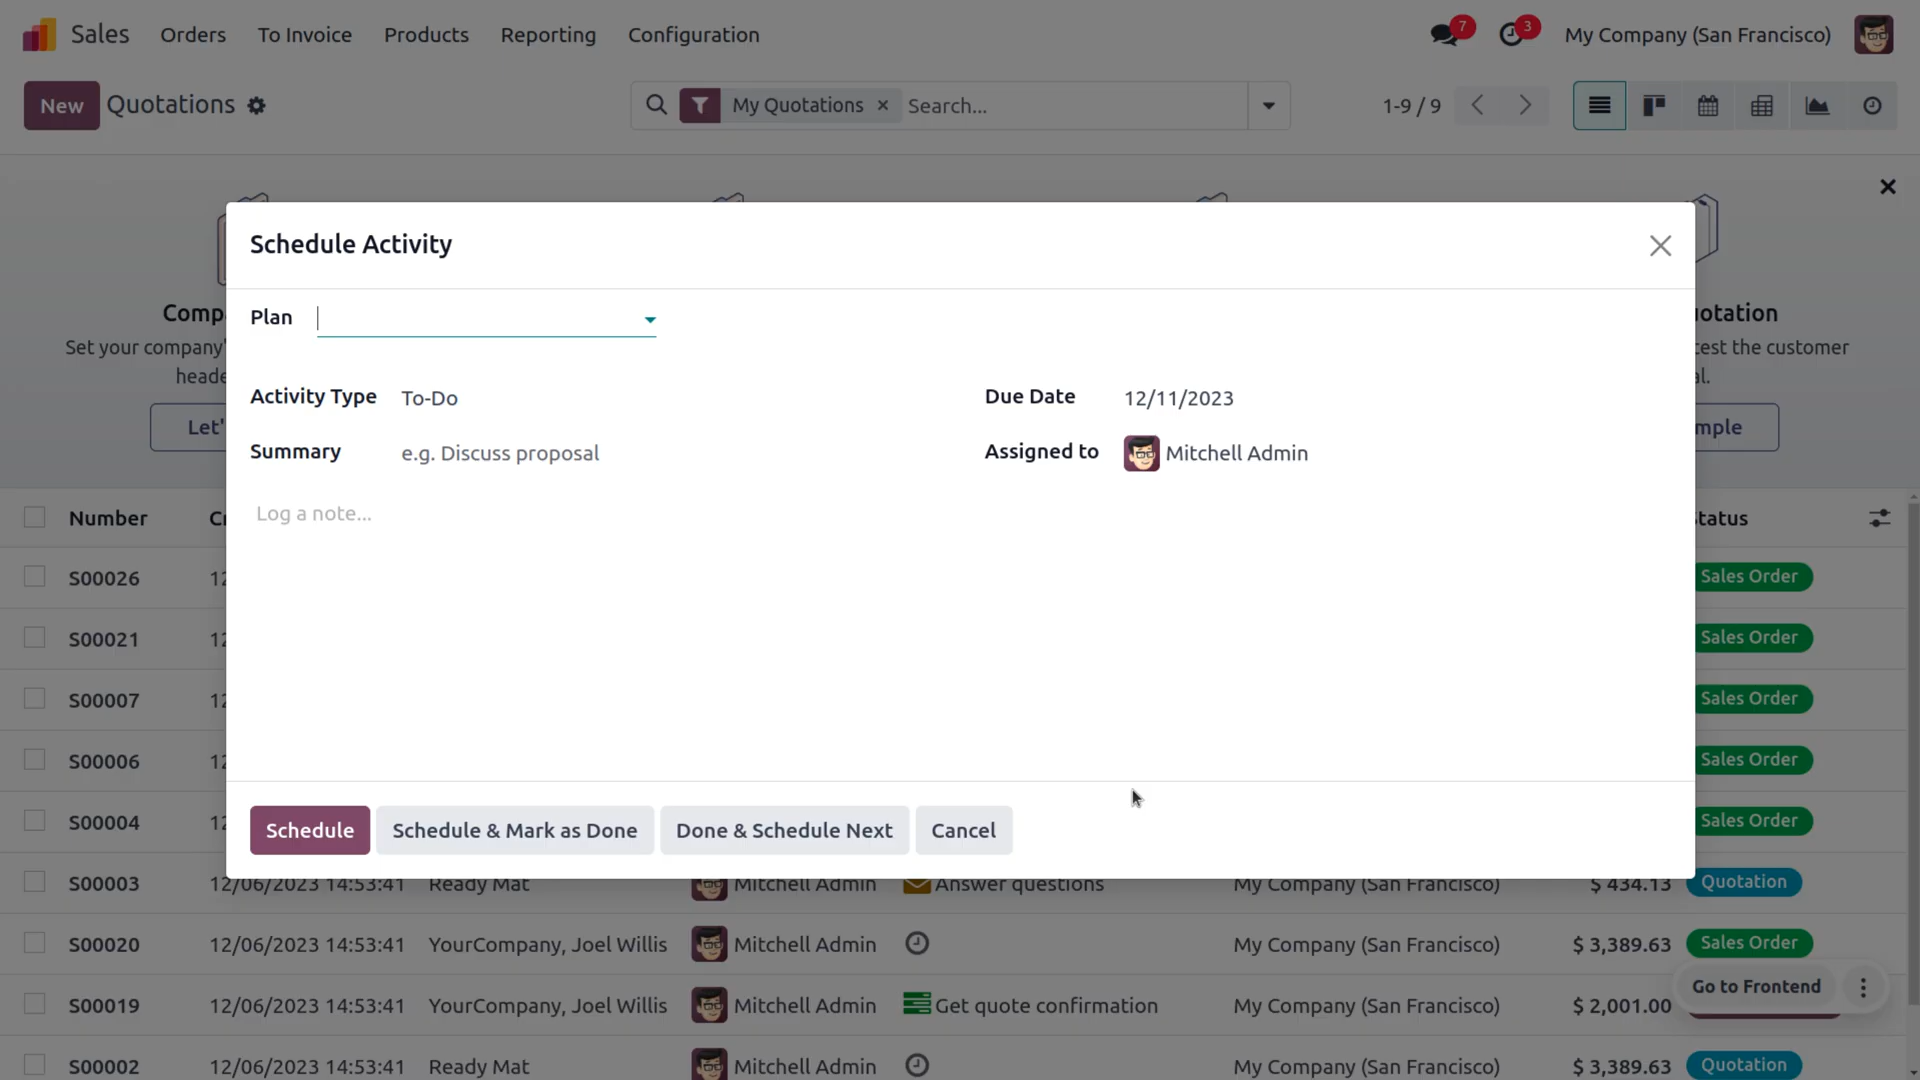 Sales Orders To Invoice Products Reporting Configuration 7 3 My Company (San Francisco)
New Quotations My Quotations × Search... 1-9 / 9
Schedule Activity
Plan
Activity Type To-Do Due Date 12/11/2023
Summary e.g. Discuss proposal Assigned to Mitchell Admin
Log a note...
Schedule Schedule & Mark as Done Done & Schedule Next Cancel
Set your company'
the customer
Number
S00026 Sales Order
S00021 Sales Order
S00007 Sales Order
S00006 Sales Order
S00004 Sales Order
S00003 12/06/2023 14:53:41 Ready Mat Mitchell Admin Answer questions My Company (San Francisco) $ 434.13 Quotation
S00020 12/06/2023 14:53:41 YourCompany, Joel Willis Mitchell Admin My Company (San Francisco) $ 3,389.63 Sales Order
Go to Frontend
S00019 12/06/2023 14:53:41 YourCompany, Joel Willis Mitchell Admin Get quote confirmation My Company (San Francisco) $ 2,001.00
S00002 12/06/2023 14:53:41 Ready Mat Mitchell Admin My Company (San Francisco) $ 3,389.63 Quotation